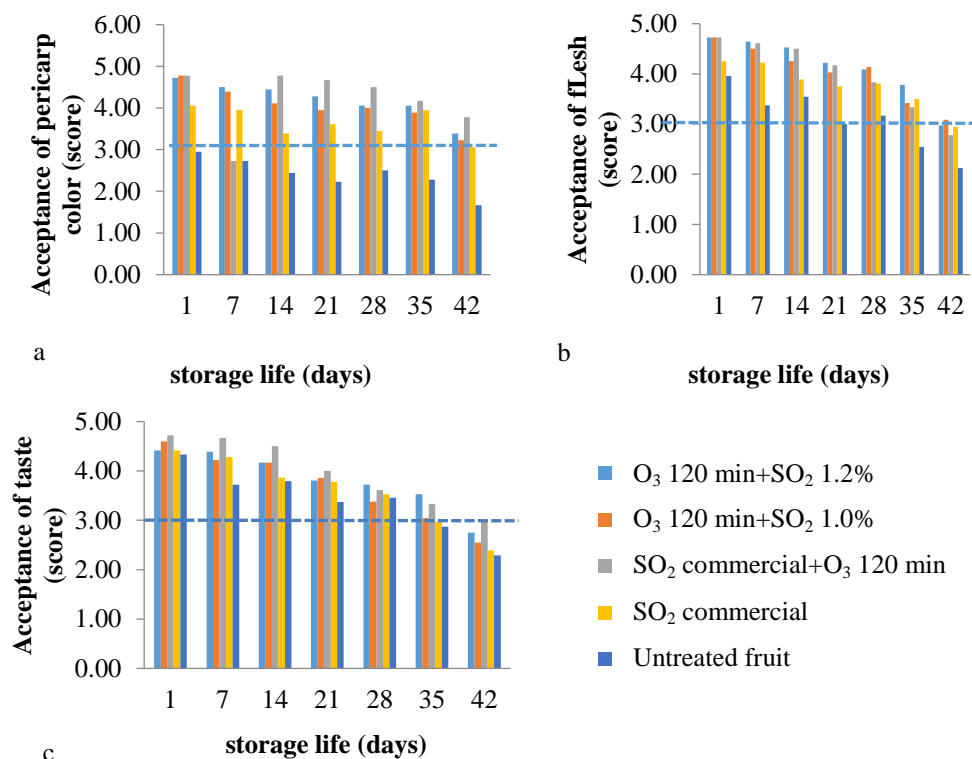 Acceptance of pericarp
color (score)
6.00
5.00
4.00
3.00
2.00
1.00
0.00
1 7 14 21 28 35 42
a
storage life (days)
Acceptance of fLesh
(score)
5.00
4.00
3.00
2.00
1.00
0.00
1 7 14 21 28 35 42
b
storage life (days)
Acceptance of taste
(score)
5.00
4.00
3.00
2.00
1.00
0.00
1 7 14 21 28 35 42
c
storage life (days)
O₃ 120 min+SO₂ 1.2%
O₃ 120 min+SO₂ 1.0%
SO₂ commercial+O₃ 120 min
SO₂ commercial
Untreated fruit